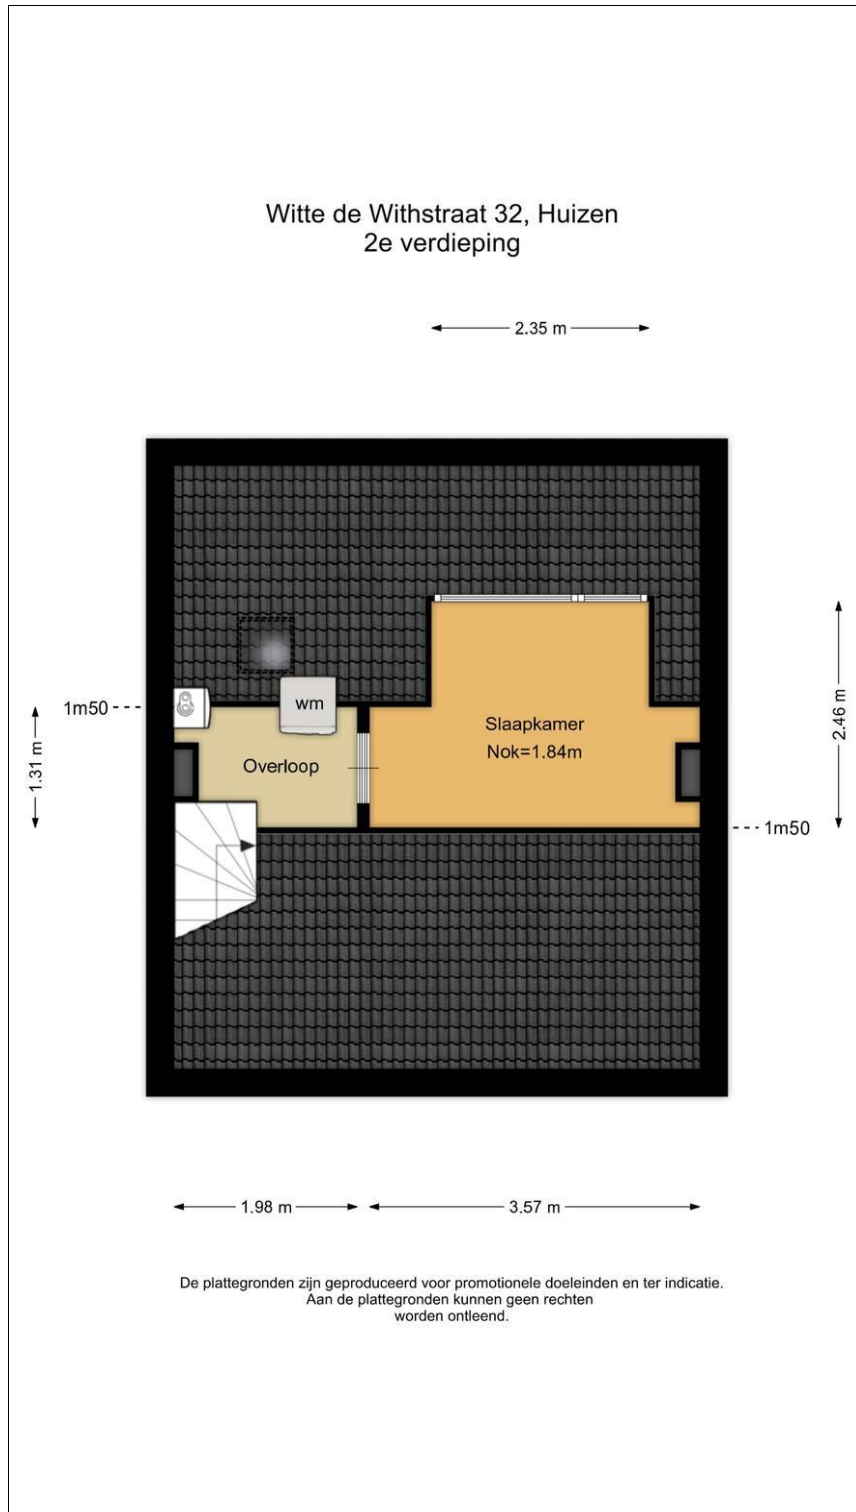 Witte de Withstraat 32, Huizen
2e verdieping
2.35 m
1m50
wm
Slaapkamer
Nok=1.84m
Overloop
1.31 m
2.46 m
1m50
1.98 m
3.57 m
De plattegronden zijn geproduceerd voor promotionele doeleinden en ter indicatie.
Aan de plattegronden kunnen geen rechten
worden ontleend.